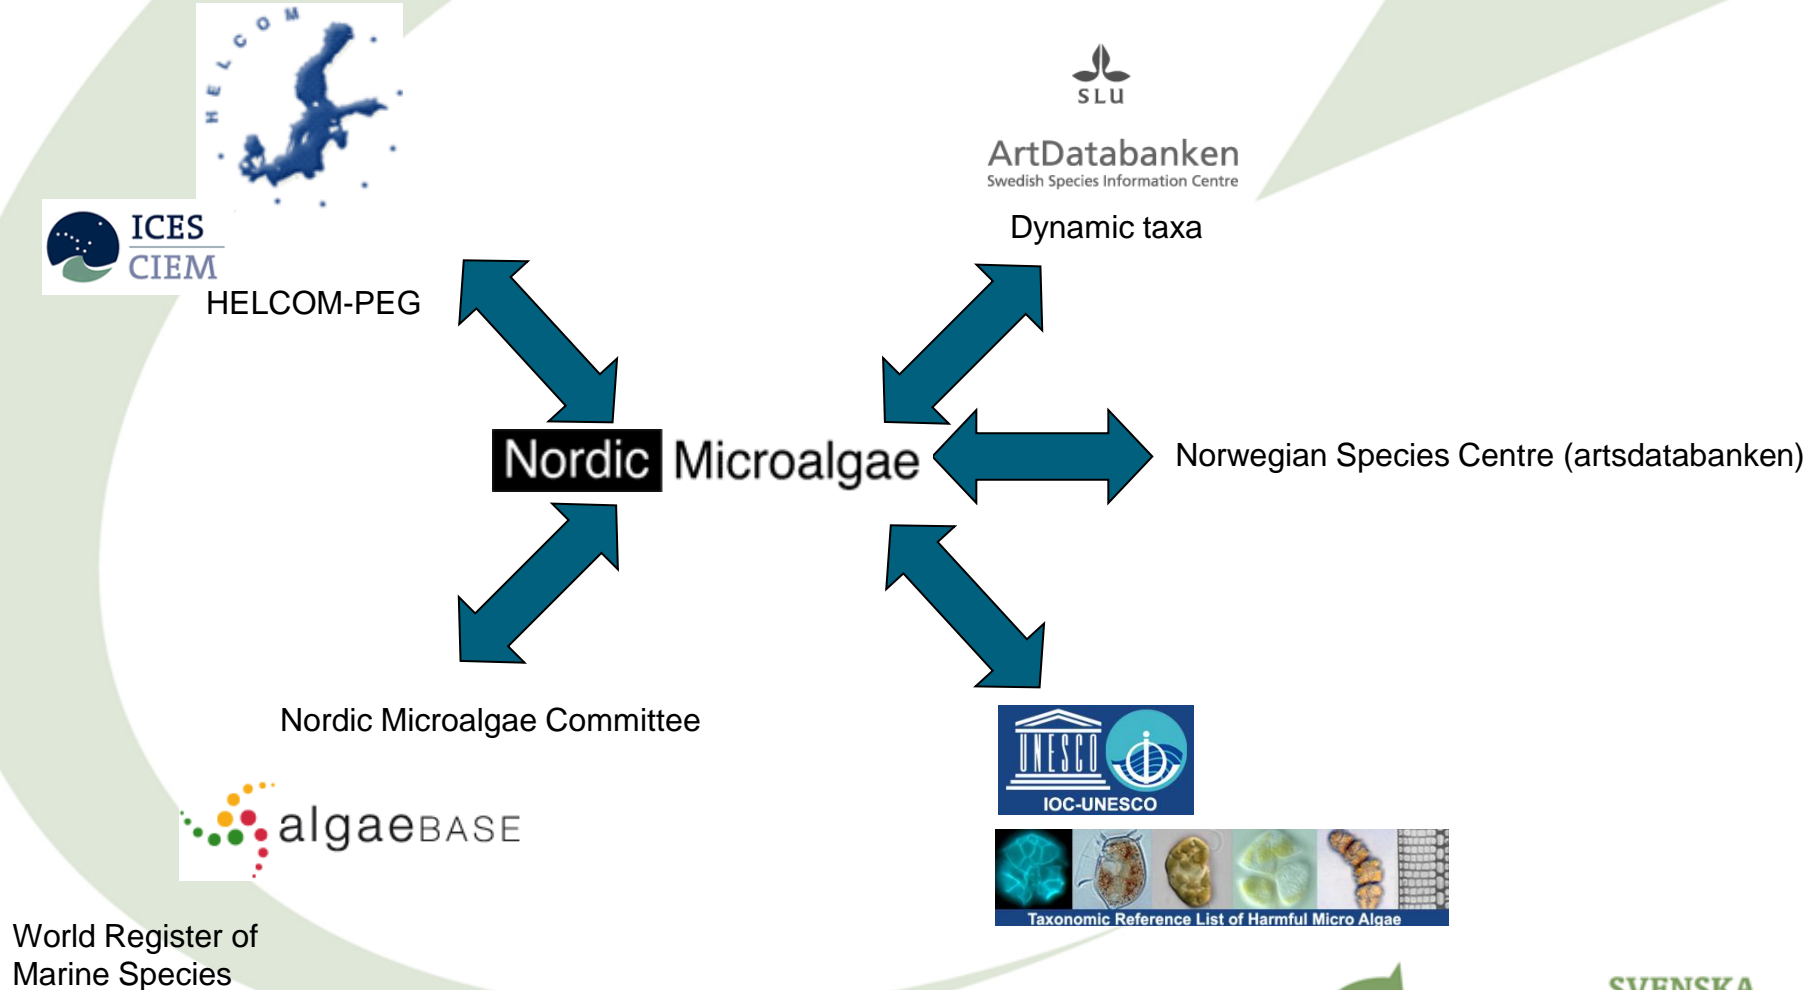 HELCOM
SLU
ArtDatabanken
Swedish Species Information Centre
Dynamic taxa
ICES
CIEM
HELCOM-PEG
Nordic Microalgae
Norwegian Species Centre (artsdatabanken)
Nordic Microalgae Committee
UNESCO
IOC-UNESCO
algaeBASE
Taxonomic Reference List of Harmful Micro Algae
World Register of
Marine Species
SVENSKA